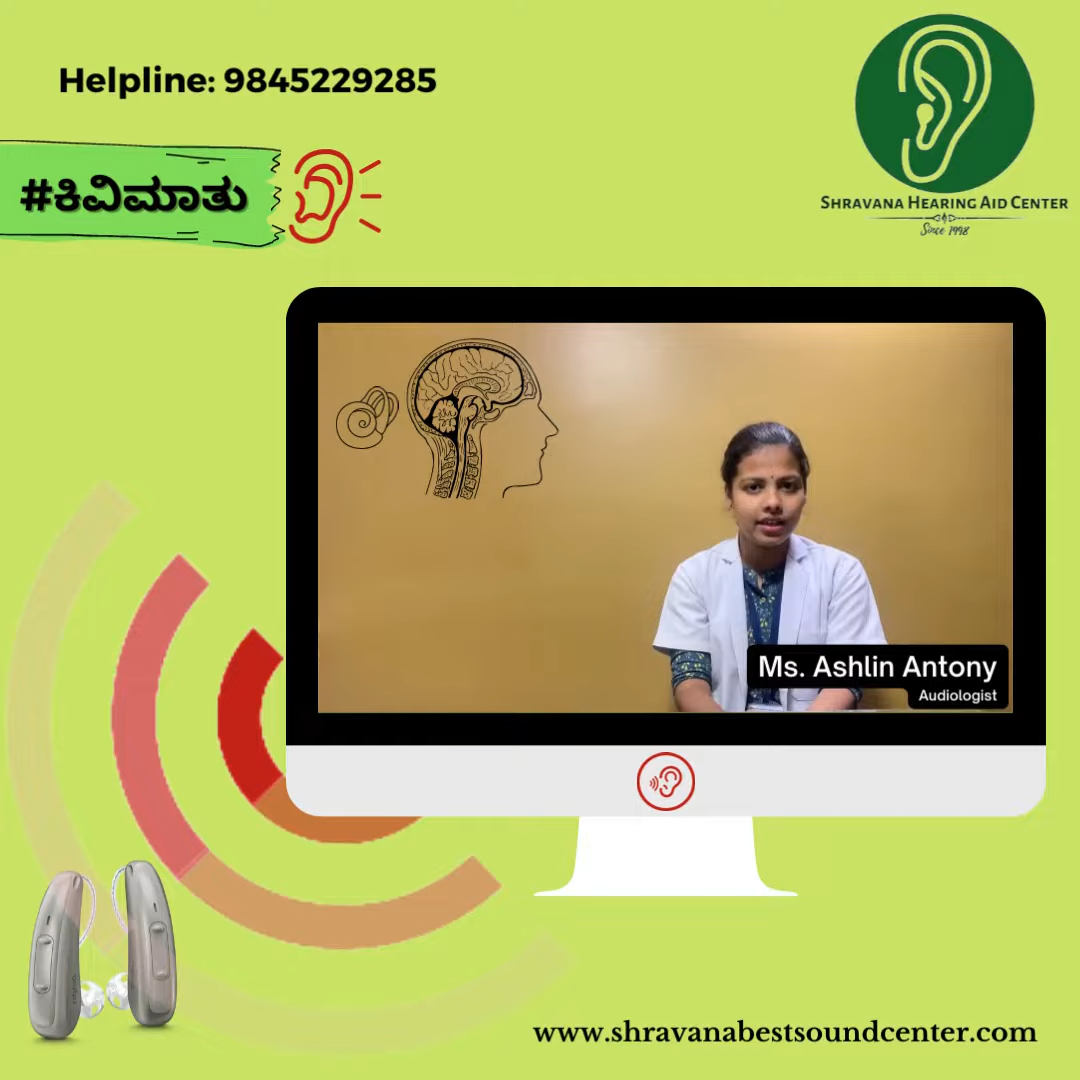 Helpline: 9845229285
#ಕಿವಿಮಾತು
SHRAVANA HEARING AID CENTER
Since 1998
Ms. Ashlin Antony
Audiologist
www.shravanabestsoundcenter.com